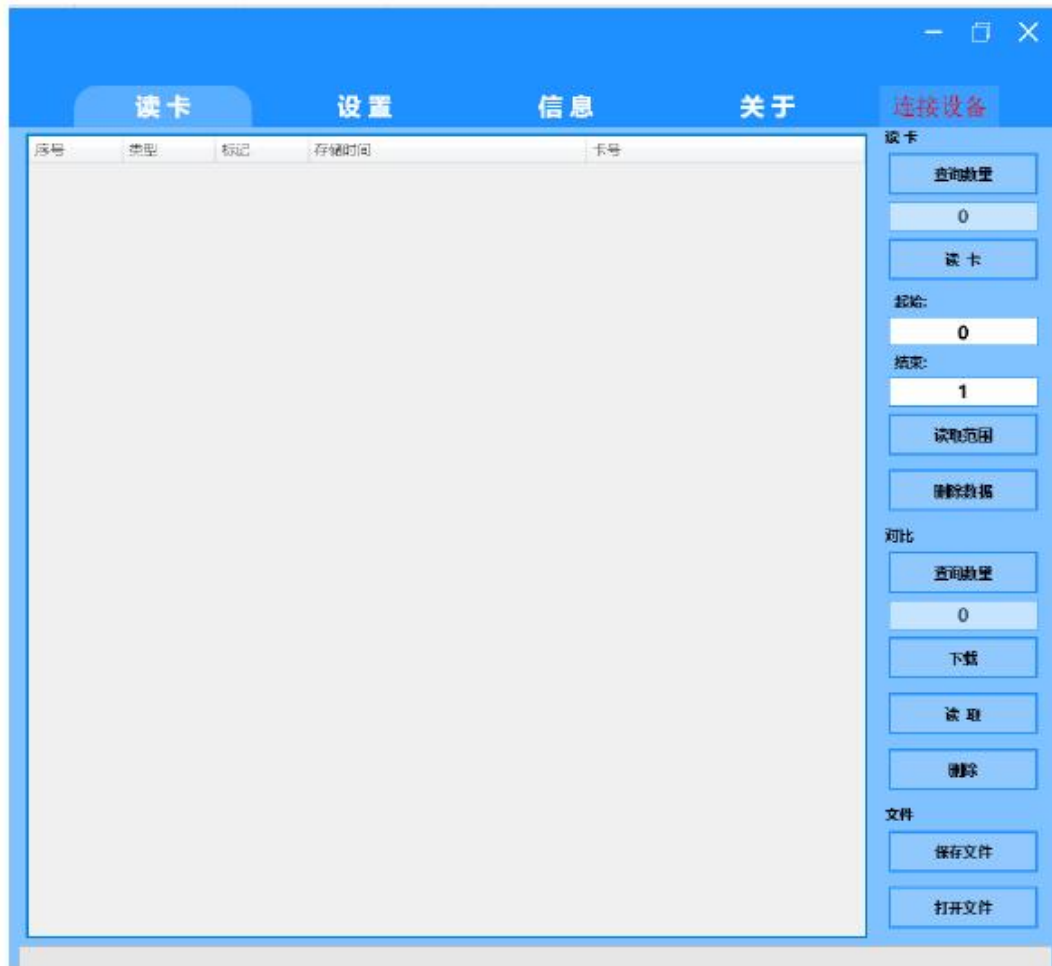 读卡 设置 信息 关于 连接设备
序号 类型 标记 存储时间 卡号
读卡
查询数量
0
读 卡
起始:
0
结束:
1
读取范围
删除数据
对比
查询数量
0
下载
读 取
删除
文件
保存文件
打开文件